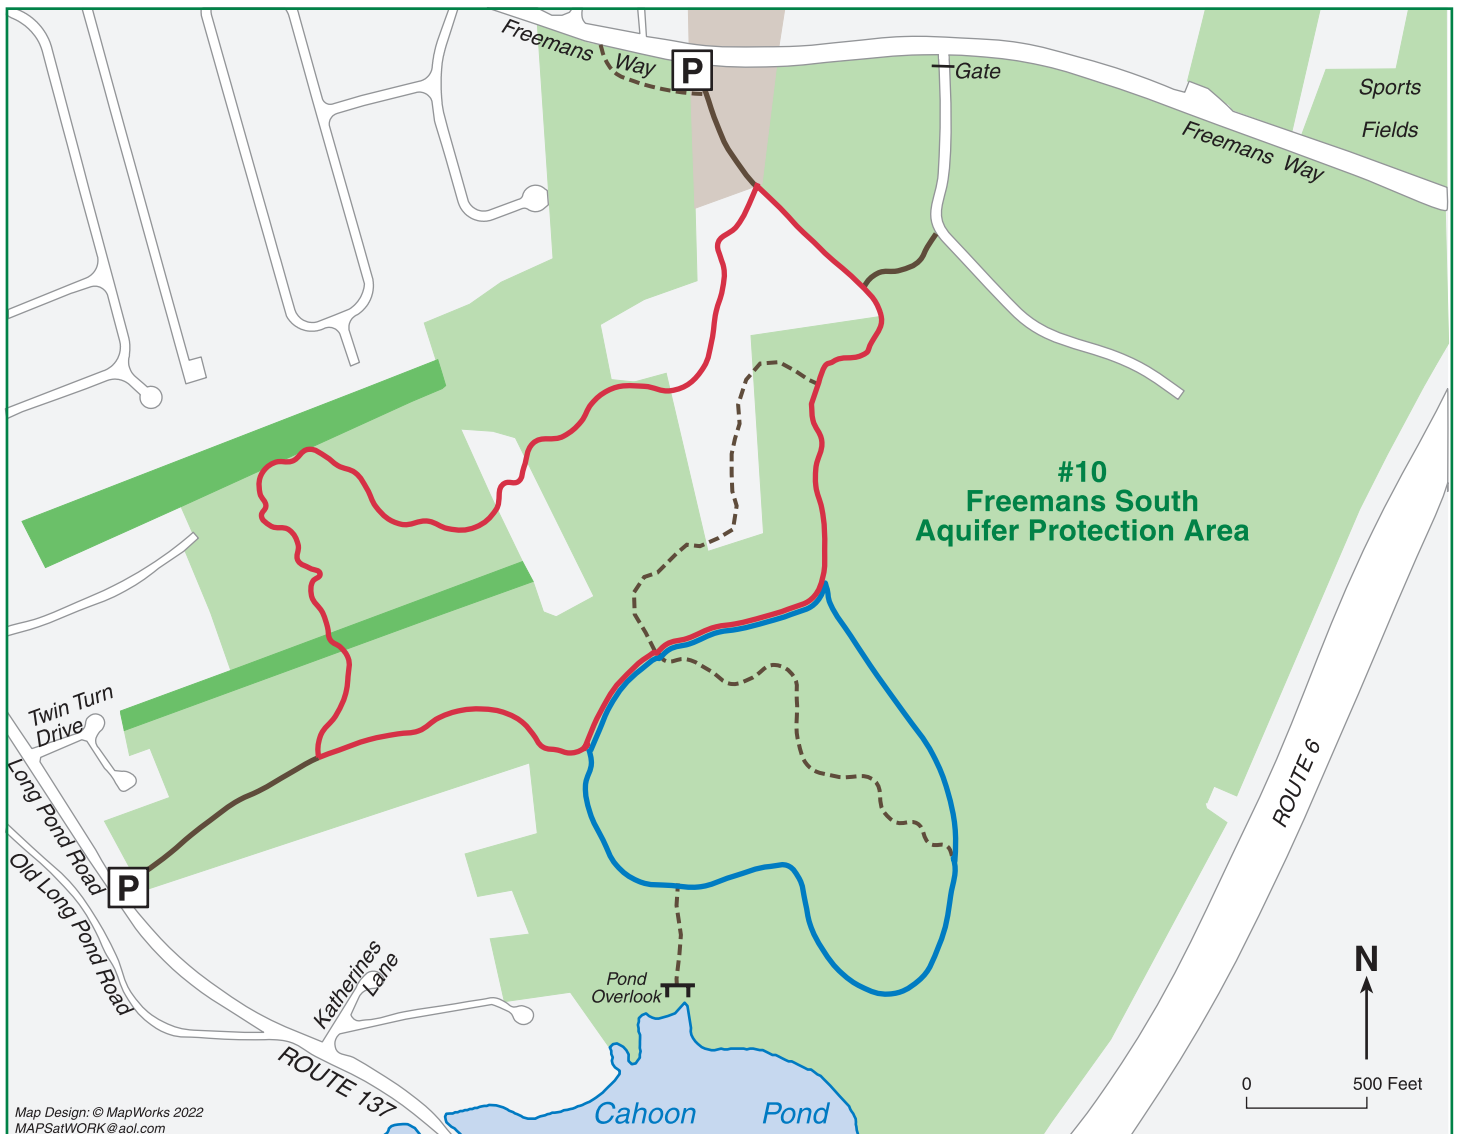 Freemans Way
P
Gate
Sports
Fields
Freemans Way
#10
Freemans South
Aquifer Protection Area
Twin Turn
Drive
Long Pond Road
Old Long Pond Road
P
ROUTE 6
Katherines
Lane
Pond
Overlook
N
ROUTE 137
0 500 Feet
Cahoon Pond
Map Design: © MapWorks 2022
MAPSatWORK@aol.com